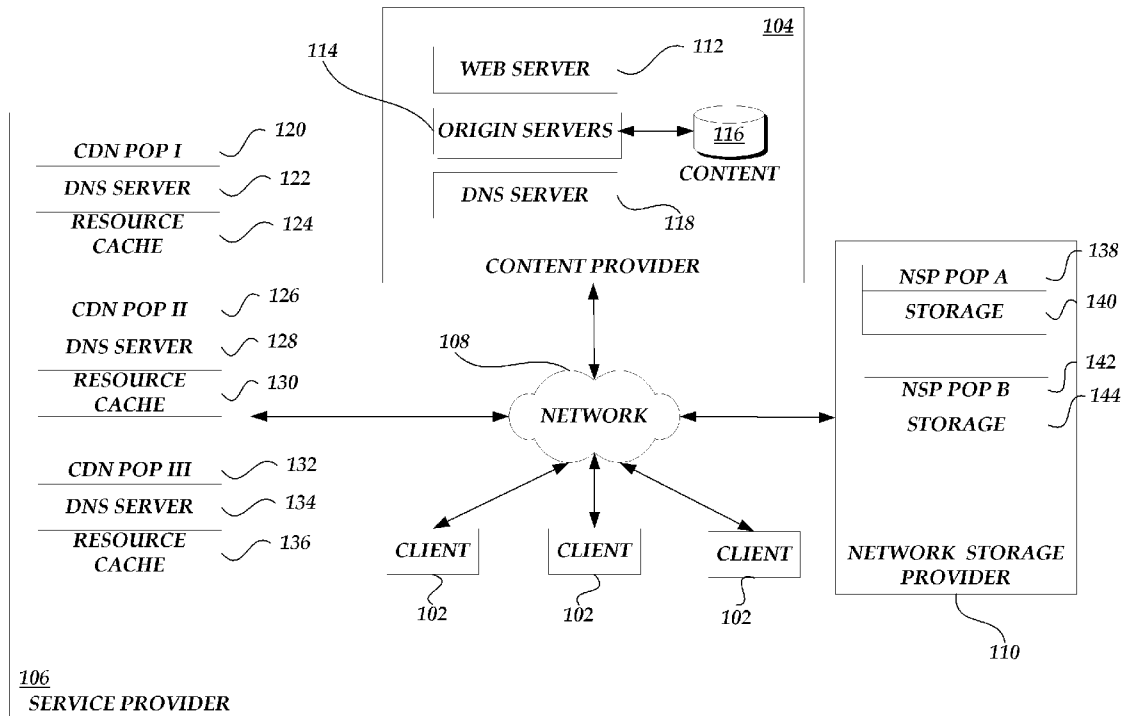 104
WEB SERVER
112
114
ORIGIN SERVERS
116
CONTENT
DNS SERVER
118
CONTENT PROVIDER
CDN POP I
120
DNS SERVER
122
RESOURCE
CACHE
124
CDN POP II
126
DNS SERVER
128
RESOURCE
CACHE
130
CDN POP III
132
DNS SERVER
134
RESOURCE
CACHE
136
106
SERVICE PROVIDER
108
NETWORK
CLIENT
102
CLIENT
102
CLIENT
102
NSP POP A
138
STORAGE
140
NSP POP B
142
STORAGE
144
NETWORK STORAGE
PROVIDER
110